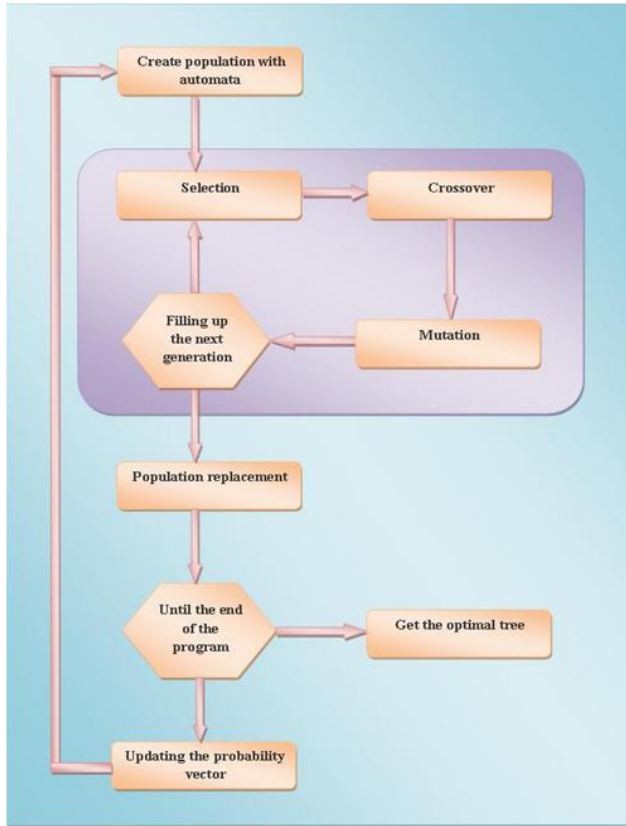 Create population with
automata
Selection
Crossover
Filling up
the next
generation
Mutation
Population replacement
Until the end
of the
program
Get the optimal tree
Updating the probability
vector